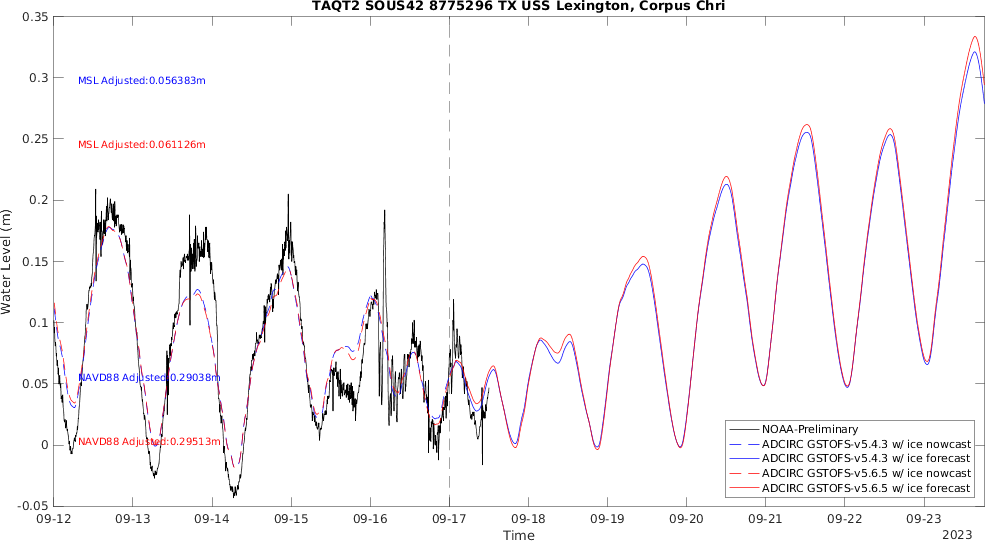 TAQT2 SOUS42 8775296 TX USS Lexington, Corpus Chri
0.35
0.3
0.25
0.2
0.15
0.1
0.05
0
-0.05
Water Level (m)
MSL Adjusted:0.056383m
MSL Adjusted:0.061126m
NAVD88 Adjusted:0.29038m
NAVD88 Adjusted:0.29513m
NOAA-Preliminary
ADCIRC GSTOFS-v5.4.3 w/ ice nowcast
ADCIRC GSTOFS-v5.4.3 w/ ice forecast
ADCIRC GSTOFS-v5.6.5 w/ ice nowcast
ADCIRC GSTOFS-v5.6.5 w/ ice forecast
09-12 09-13 09-14 09-15 09-16 09-17 09-18 09-19 09-20 09-21 09-22 09-23
Time
2023